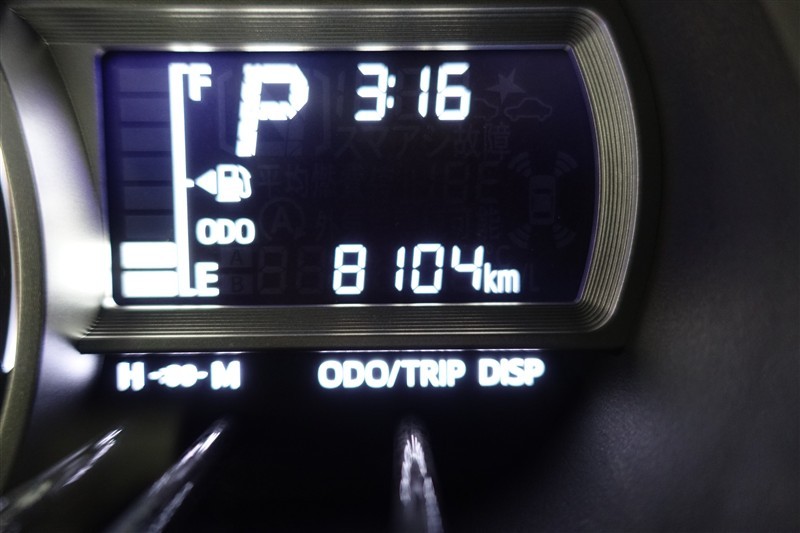 F P 3:16
ODO
E 8104km
H M ODO/TRIP DISP